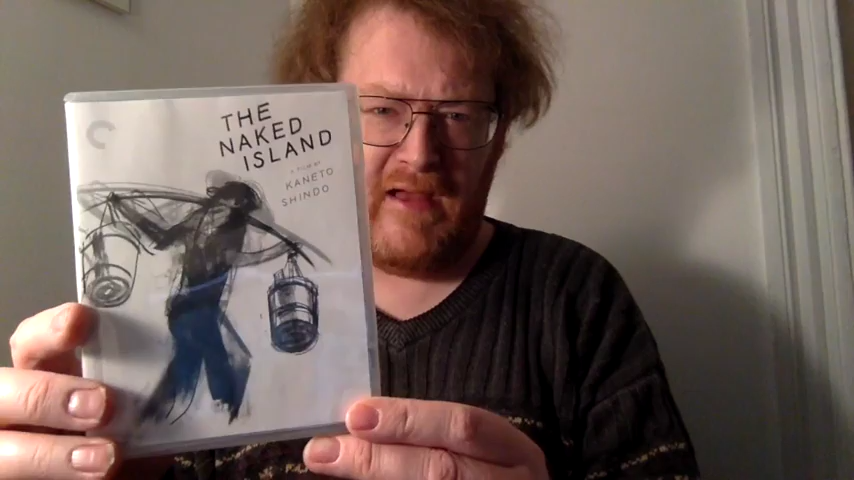 THE
NAKED
ISLAND
A FILM BY
KANETO
SHINDO